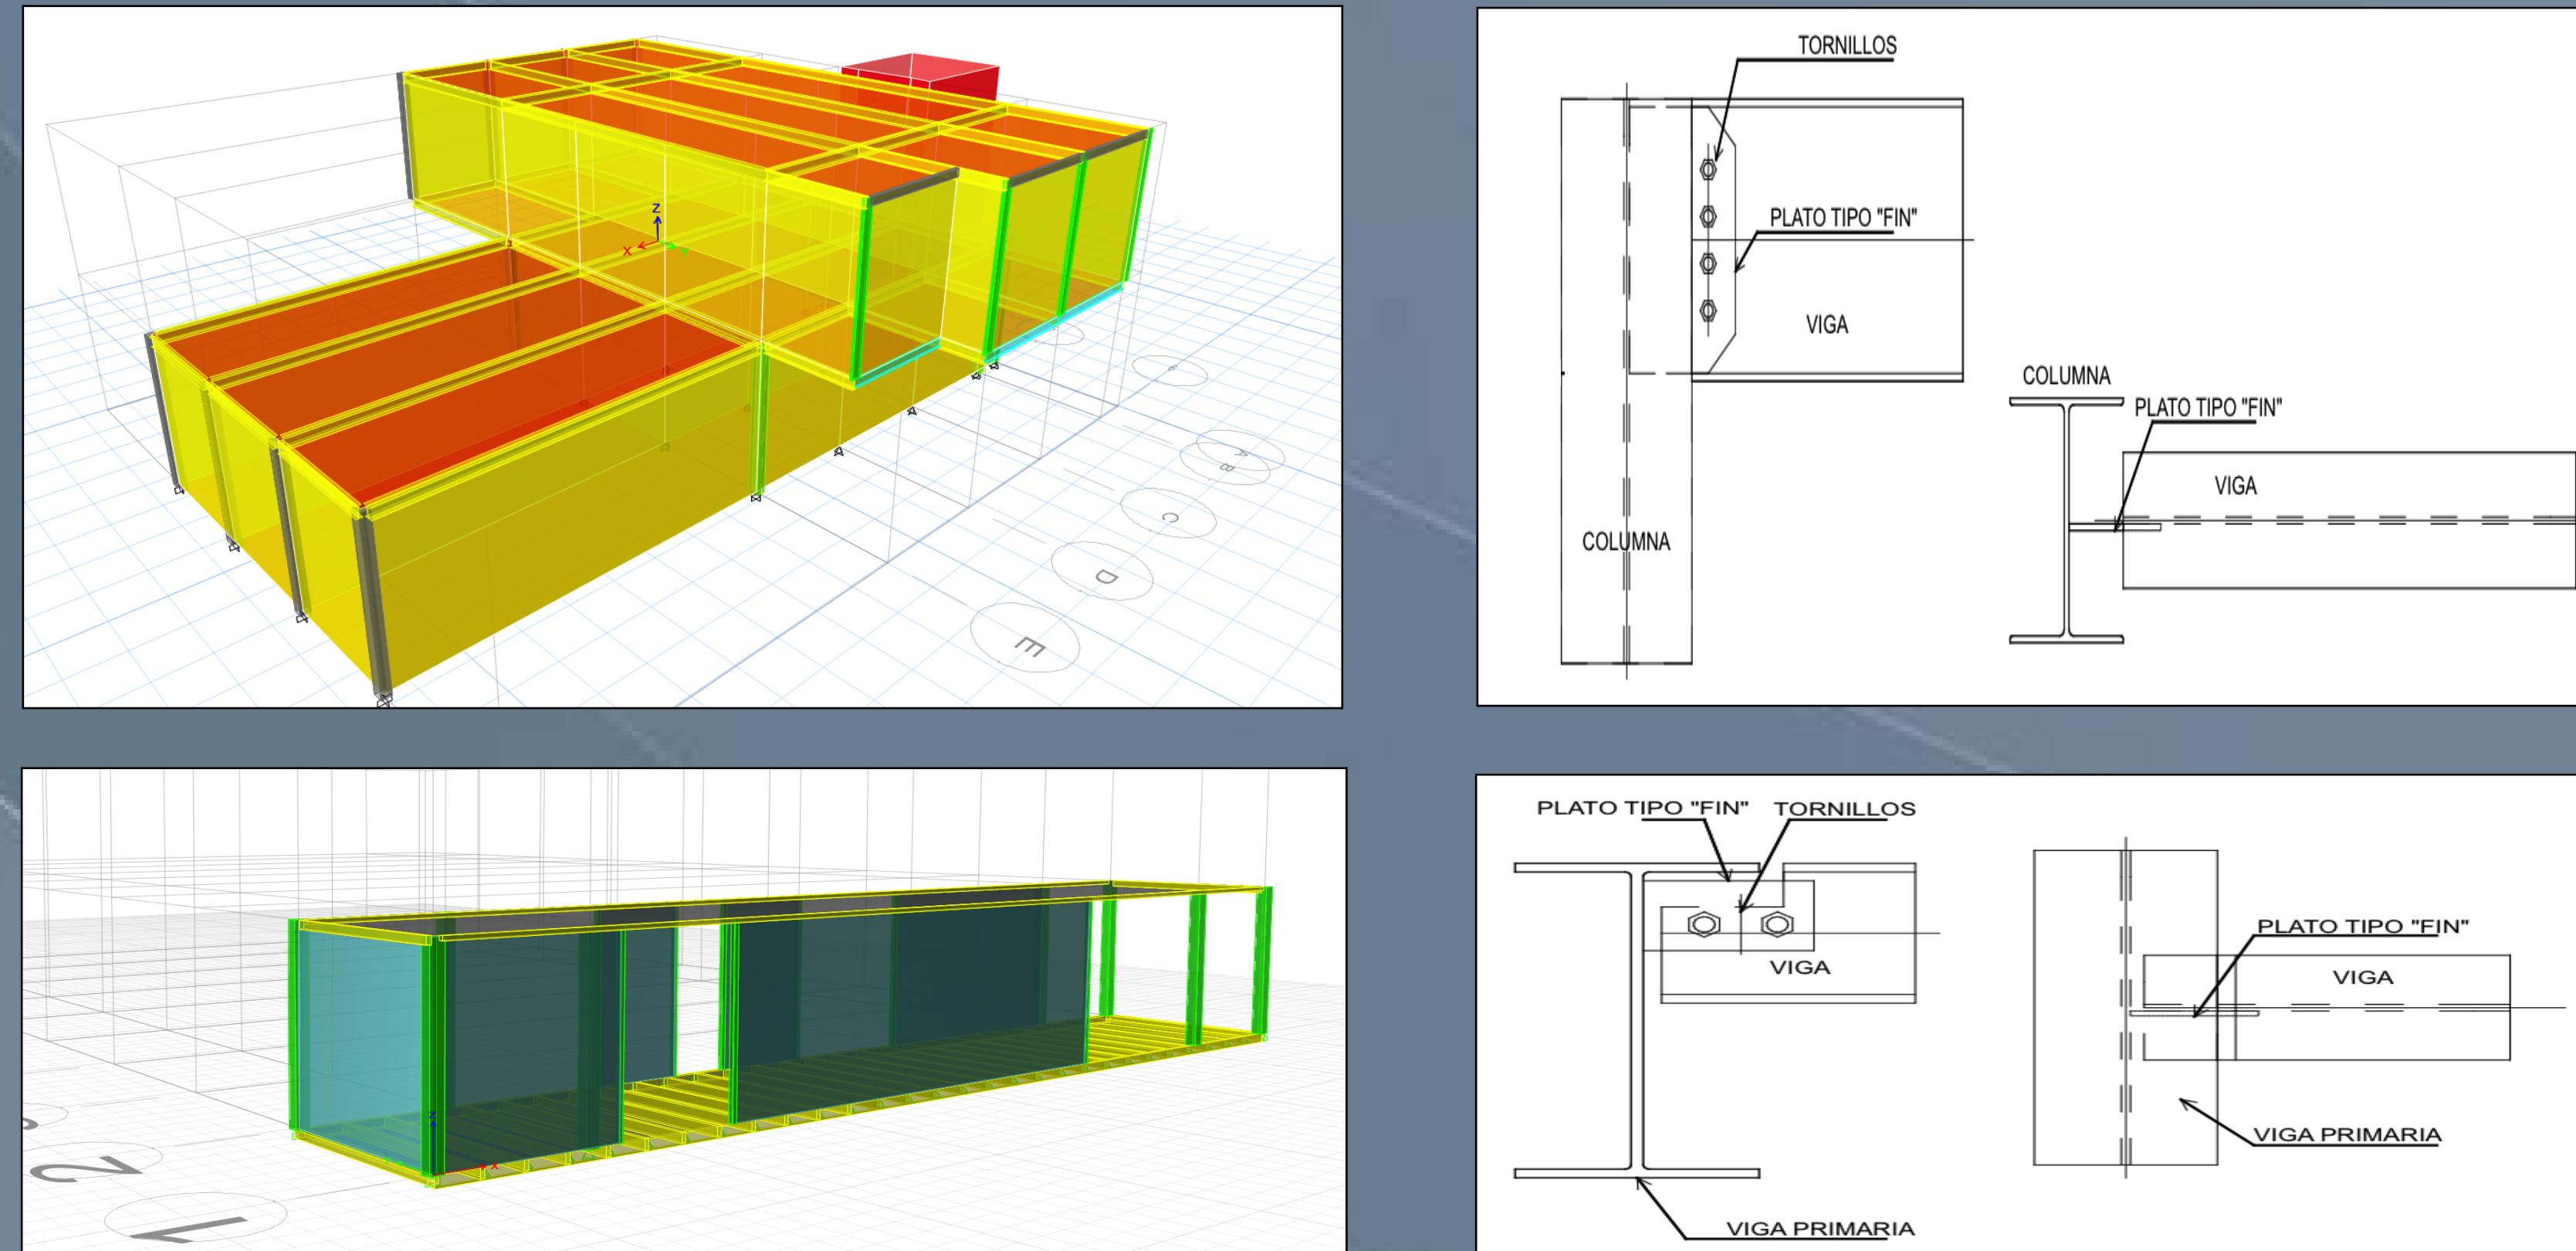 Z
X
Y
A
B
C
D
E
TORNILLOS
PLATO TIPO "FIN"
VIGA
COLUMNA
COLUMNA
PLATO TIPO "FIN"
VIGA
Z
X
2
1
PLATO TIPO "FIN" TORNILLOS
VIGA
VIGA PRIMARIA
PLATO TIPO "FIN"
VIGA
VIGA PRIMARIA